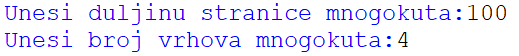 Unesi duljinu stranice mnogokuta:100
Unesi broj vrhova mnogokuta:4